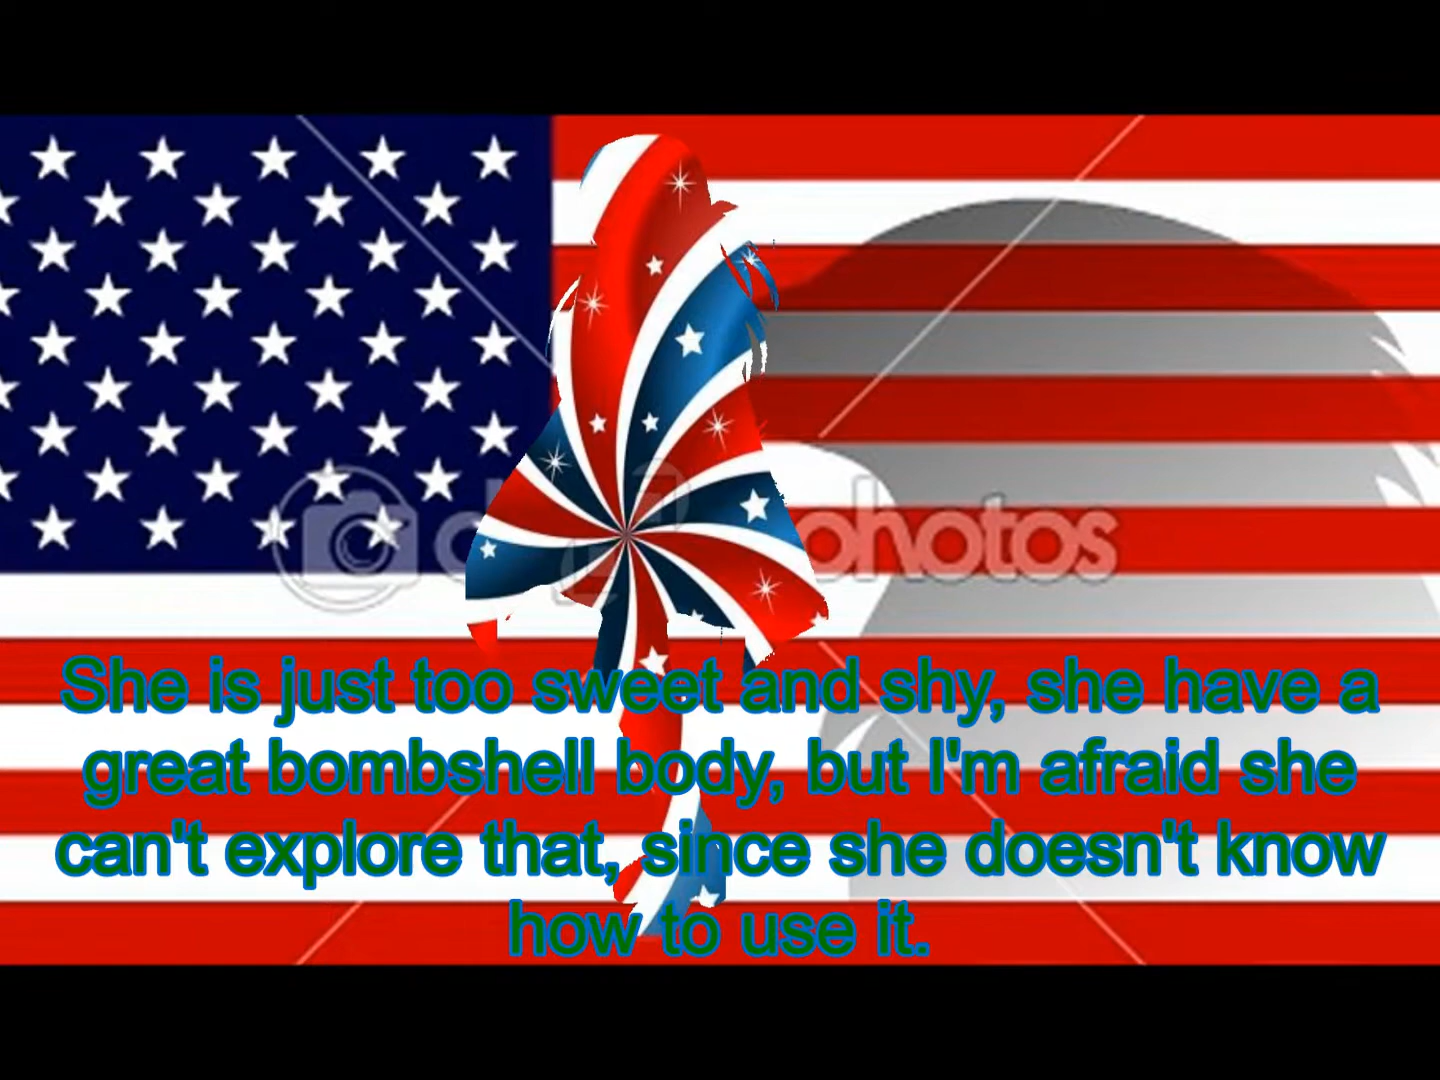 depositphotos
She is just too sweet and shy, she have a
great bombshell body, but I'm afraid she
can't explore that, since she doesn't know
how to use it.